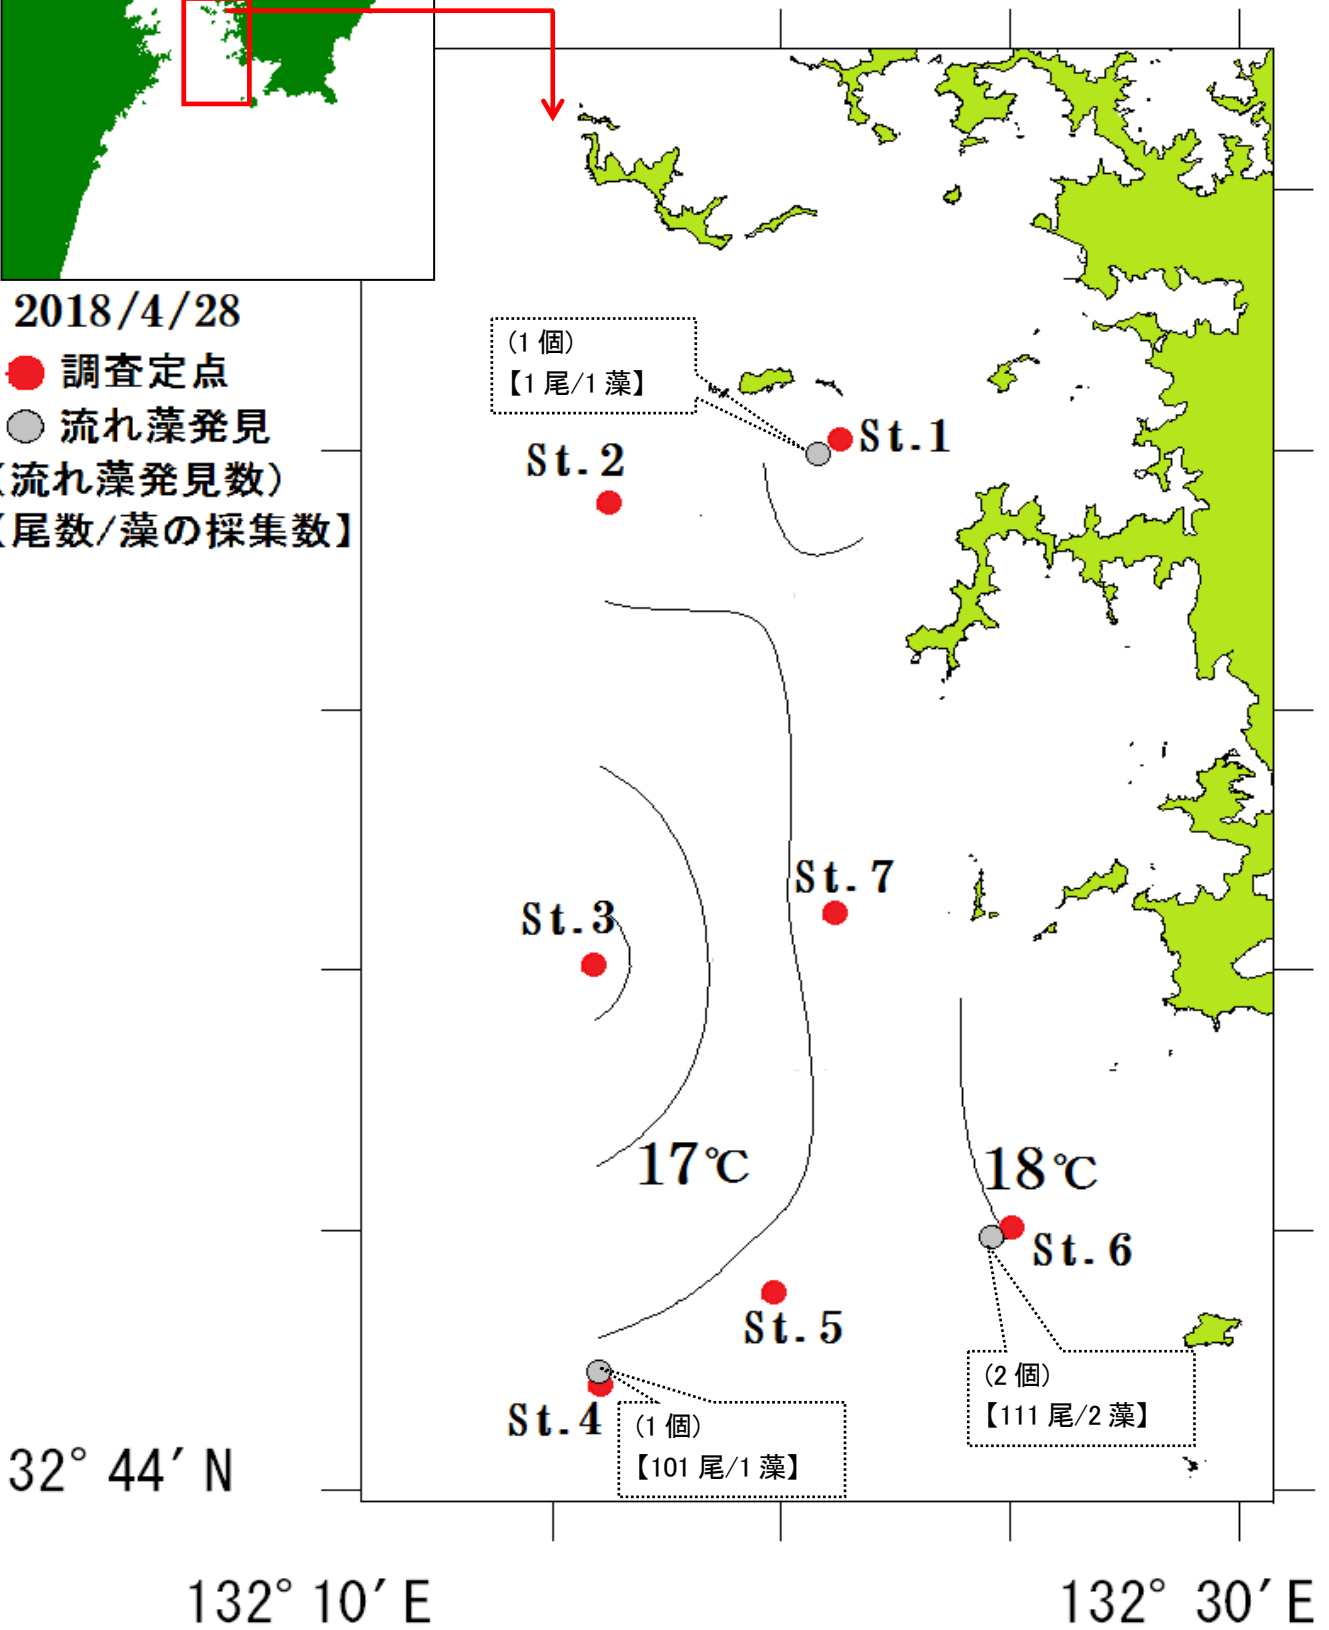 2018/4/28
調査定点
流れ藻発見
(流れ藻発見数)
【尾数/藻の採集数】
(1個)
【1尾/1藻】
St.1
St.2
St.7
St.3
17℃
18℃
St.6
St.5
(2個)
【111尾/2藻】
St.4
(1個)
【101尾/1藻】
32°44′N
132°10′E
132°30′E